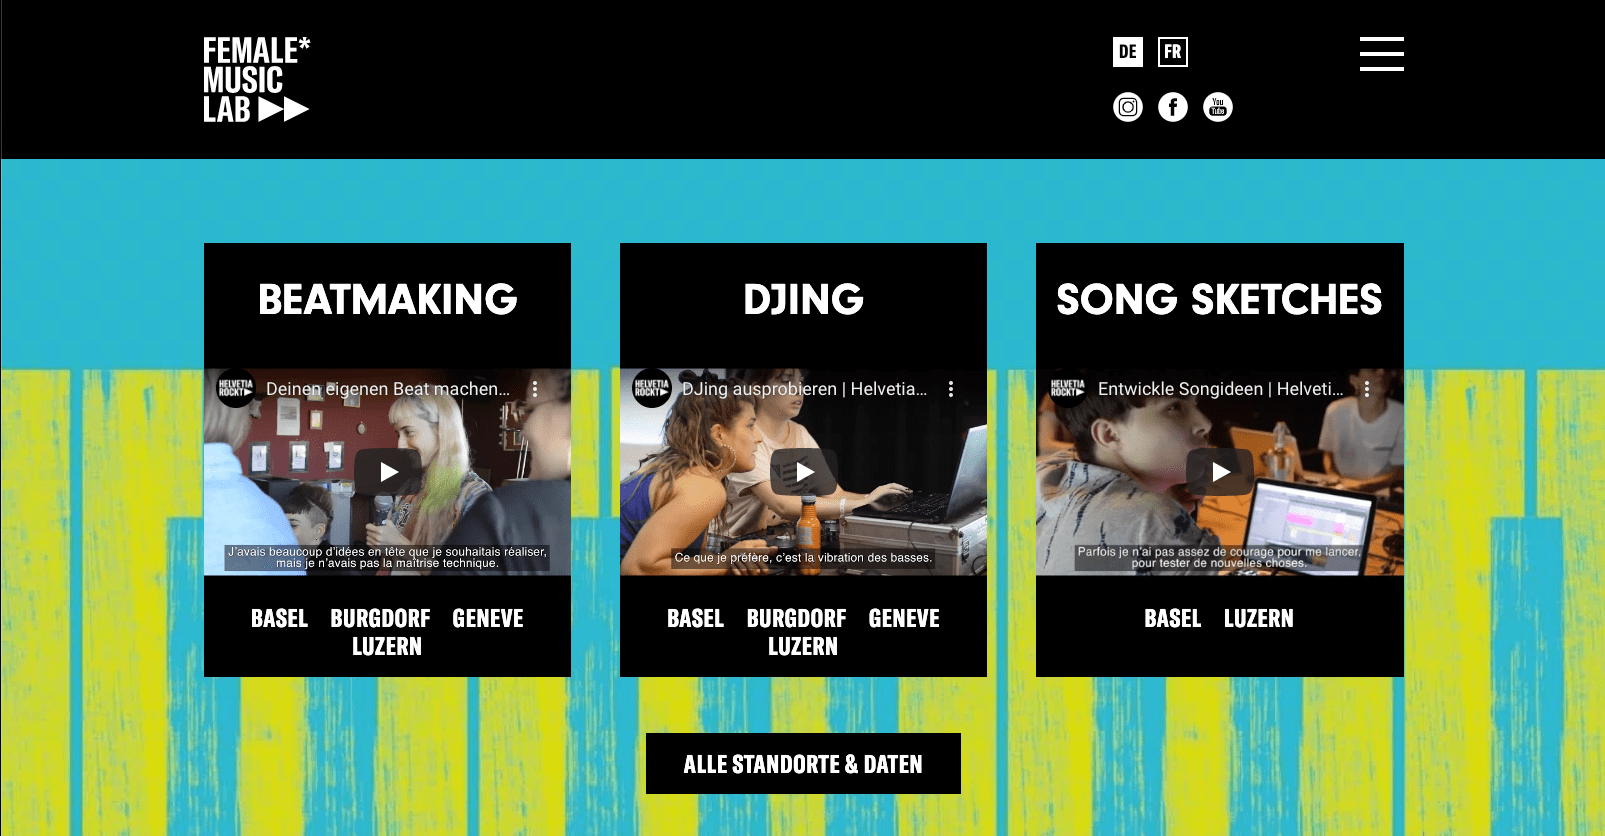 FEMALE*
MUSIC
LAB
DE FR
You
Tube
BEATMAKING
HELVETIA
ROCKT
Deinen eigenen Beat machen...
J'avais beaucoup d'idées en tête que je souhaitais réaliser,
mais je n'avais pas la maîtrise technique.
BASEL BURGDORF GENEVE
LUZERN
DJING
HELVETIA
ROCKT
DJing ausprobieren | Helvetia...
Ce que je préfère, c'est la vibration des basses.
BASEL BURGDORF GENEVE
LUZERN
SONG SKETCHES
HELVETIA
ROCKT
Entwickle Songideen | Helveti...
Parfois je n'ai pas assez de courage pour me lancer,
pour tester de nouvelles choses.
BASEL LUZERN
ALLE STANDORTE & DATEN